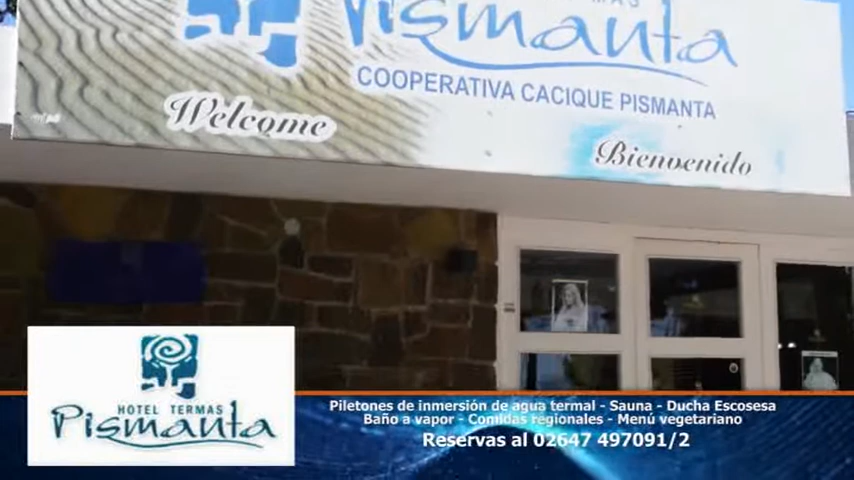 TERMAS
Pismanta
COOPERATIVA CACIQUE PISMANTA
Welcome
Bienvenido
HOTEL TERMAS
Pismanta
Piletones de inmersión de agua termal - Sauna - Ducha Escosesa
Baño a vapor - Comidas regionales - Menú vegetariano
Reservas al 02647 497091/2